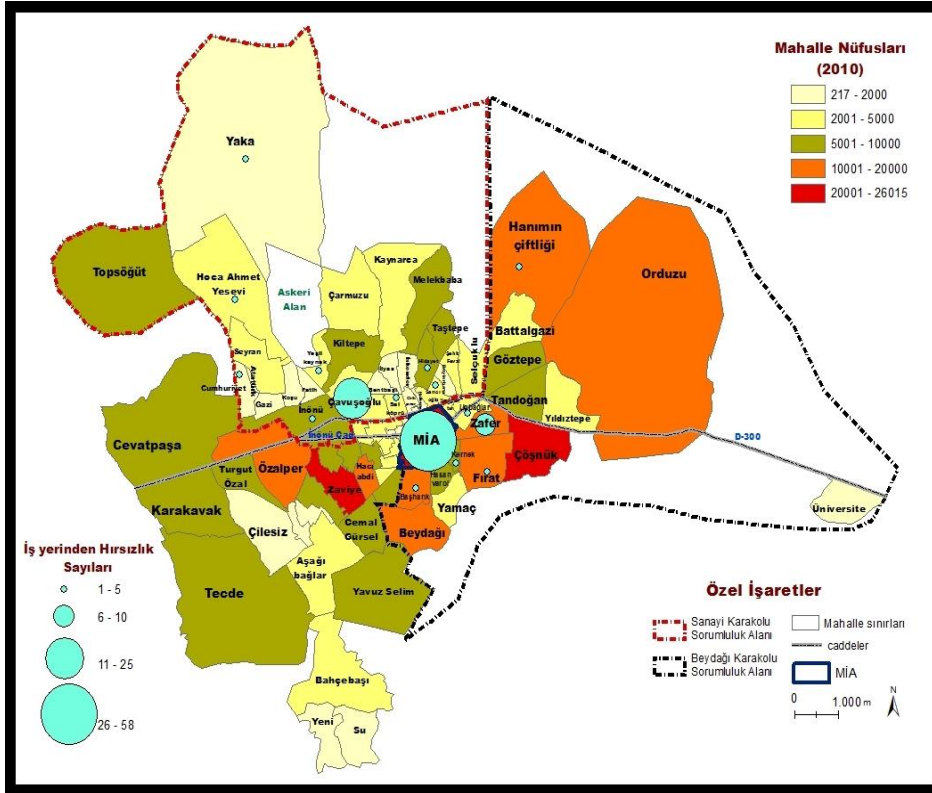 Mahalle Nüfusları
(2010)
217 - 2000
2001 - 5000
5001 - 10000
10001 - 20000
20001 - 26015
Yaka
Hanımın
çiftliği
Orduzu
Topsöğüt
Hoca Ahmet
Yesevi
Askeri
Alan
Kaynarca
Çarmuzu
Melekbaba
Taştepe
Battalgazi
Kiltepe
Selçuklu
Göztepe
Seyran
Cumhuriyet
Atatürk
Gazi
Fatih
Hidayet
Çavuşoğlu
Tandoğan
Yıldıztepe
İnönü
İnönü Cad
Zafer
MİA
D-300
Cevatpaşa
Özalper
Turgut
Özal
Hacı
abdi
Zaviye
Çöşnük
Fırat
Karakavak
Başharık
Yamaç
Üniversite
Çilesiz
Cemal
Gürsel
Beydağı
Aşağı
bağlar
Tecde
Yavuz Selim
Bahçebaşı
Yeni
Su
İş yerinden Hırsızlık
Sayıları
1 - 5
6 - 10
11 - 25
26 - 58
Özel İşaretler
Sanayi Karakolu
Sorumluluk Alanı
Beydağı Karakolu
Sorumluluk Alanı
Mahalle sınırları
caddeler
MİA
0
1.000 m
N